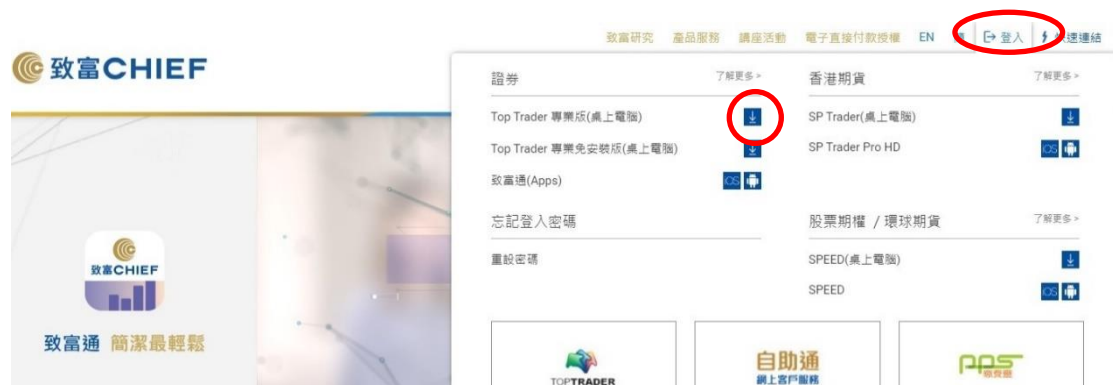 致富研究 產品服務 講座活動 電子直接付款授權 EN 登入 快速連結
致富CHIEF
證券 了解更多 >
Top Trader 專業版(桌上電腦)
Top Trader 專業免安裝版(桌上電腦)
致富通(Apps) iOS
忘記登入密碼
重設密碼
香港期貨 了解更多 >
SP Trader(桌上電腦)
SP Trader Pro HD iOS
股票期權 / 環球期貨 了解更多 >
SPEED(桌上電腦)
SPEED iOS
致富CHIEF
致富通 簡潔最輕鬆
TOPTRADER
自助通
網上客戶服務
PPS
繳費靈